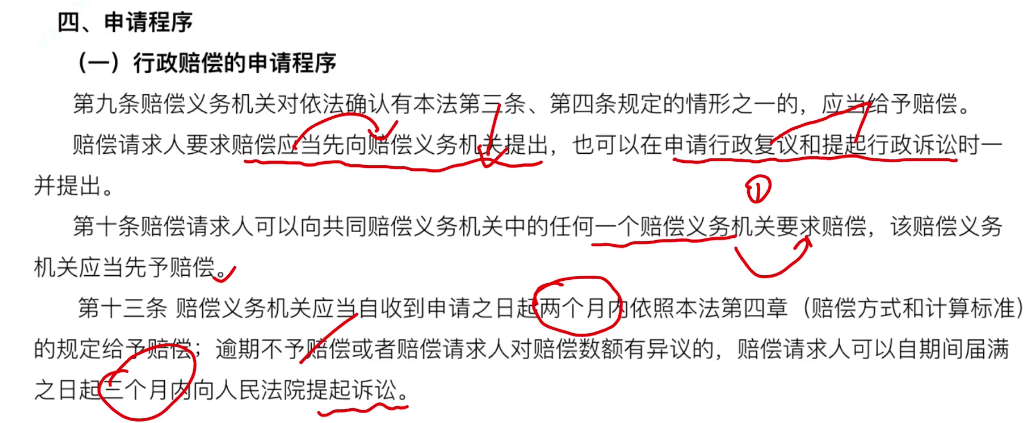 四、申请程序
（一）行政赔偿的申请程序
第九条赔偿义务机关对依法确认有本法第三条、第四条规定的情形之一的，应当给予赔偿。
赔偿请求人要求赔偿应当先向赔偿义务机关提出，也可以在申请行政复议和提起行政诉讼时一
并提出。
①
第十条赔偿请求人可以向共同赔偿义务机关中的任何一个赔偿义务机关要求赔偿，该赔偿义务
机关应当先予赔偿。
第十三条 赔偿义务机关应当自收到申请之日起两个月内依照本法第四章（赔偿方式和计算标准）
的规定给予赔偿；逾期不予赔偿或者赔偿请求人对赔偿数额有异议的，赔偿请求人可以自期间届满
之日起三个月内向人民法院提起诉讼。